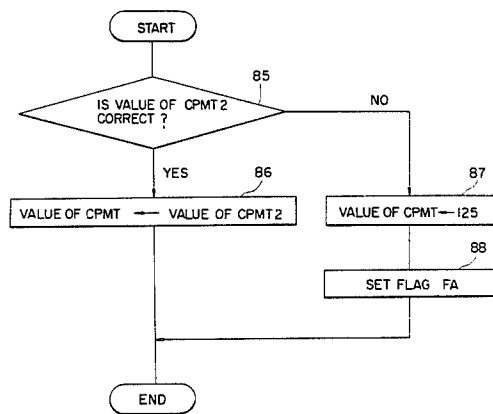 START
85
IS VALUE OF CPMT2
CORRECT ?
NO
YES
86
VALUE OF CPMT ← VALUE OF CPMT2
87
VALUE OF CPMT ← 125
88
SET FLAG FA
END